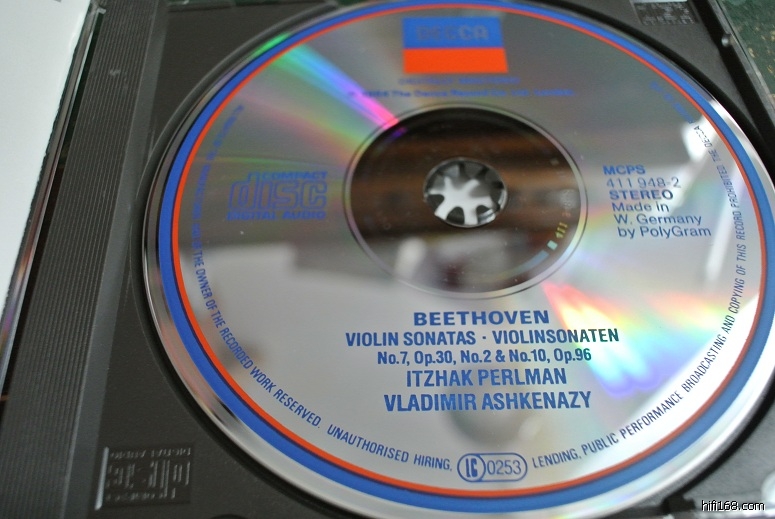 DECCA
COMPACT
disc
DIGITAL AUDIO
MCPS
411 948-2
STEREO
Made in
W. Germany
by PolyGram
BEETHOVEN
VIOLIN SONATAS · VIOLINSONATEN
No.7, Op.30, No.2 & No.10, Op.96
ITZHAK PERLMAN
VLADIMIR ASHKENAZY
THE OWNER OF THE RECORDED WORK RESERVED. UNAUTHORISED HIRING, LC 0253 LENDING, PUBLIC PERFORMANCE BROADCASTING AND COPYING OF THIS RECORD PROHIBITED
hifi168.com